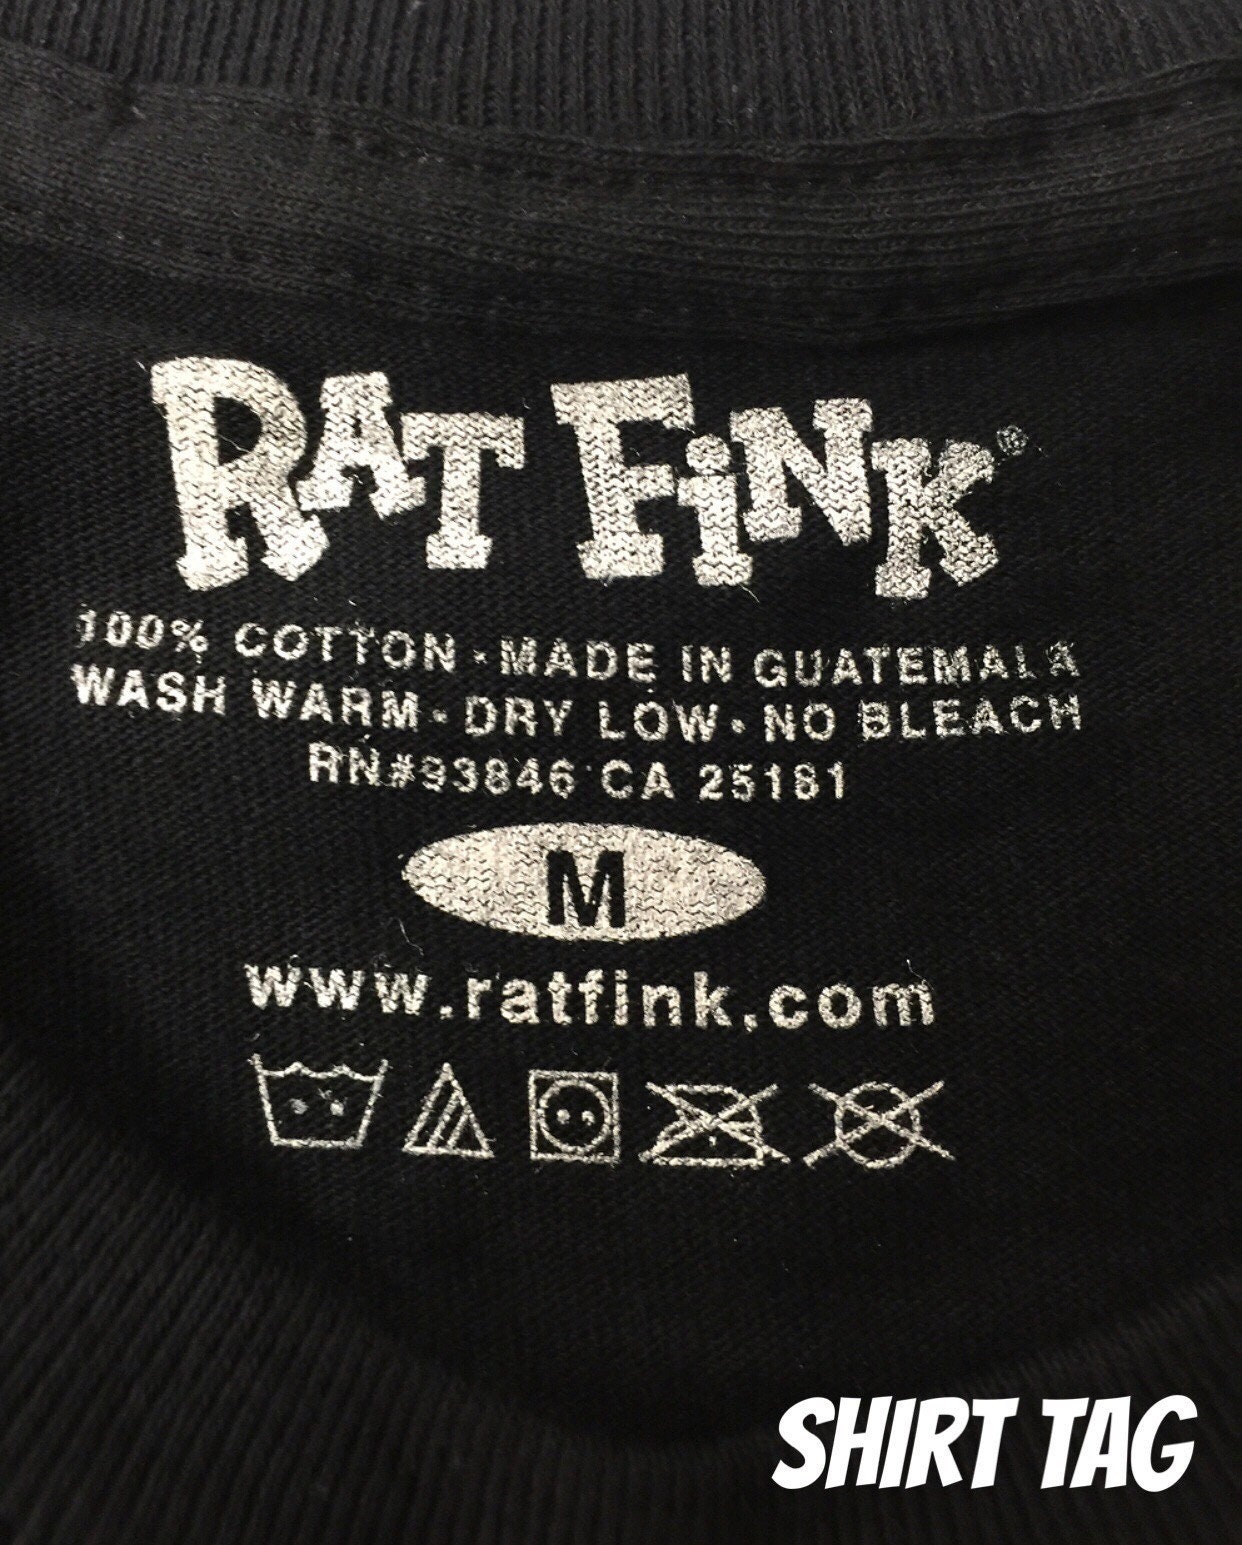 RAT FiNK®
100% COTTON · MADE IN GUATEMALA
WASH WARM · DRY LOW · NO BLEACH
RN#93846 CA 25181
M
www.ratfink.com
SHIRT TAG